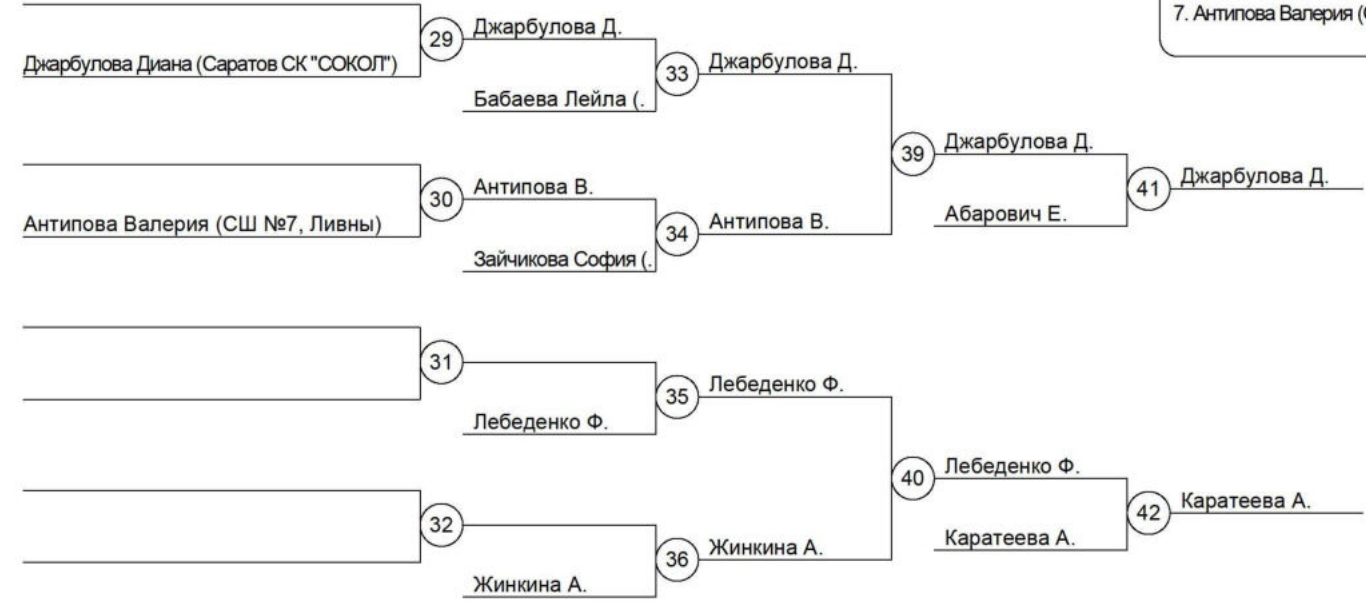 7. Антипова Валерия (
29
Джарбулова Д.
Джарбулова Диана (Саратов СК "СОКОЛ")
33
Джарбулова Д.
Бабаева Лейла (.
39
Джарбулова Д.
30
Антипова В.
41
Джарбулова Д.
Антипова Валерия (СШ №7, Ливны)
34
Антипова В.
Абарович Е.
Зайчикова София (.
31
35
Лебеденко Ф.
Лебеденко Ф.
40
Лебеденко Ф.
32
42
Каратеева А.
Каратеева А.
36
Жинкина А.
Жинкина А.